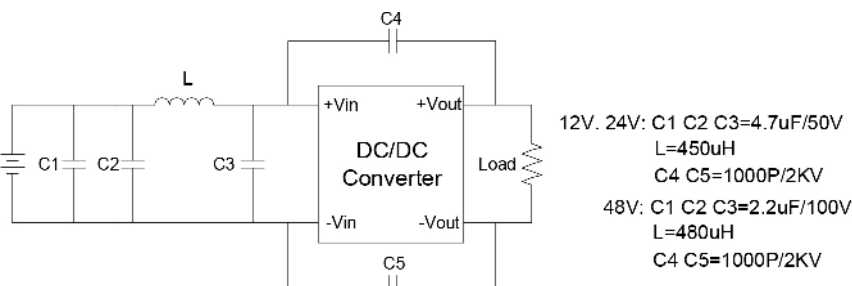 C4
L
+Vin
+Vout
C1
C2
C3
DC/DC
Converter
Load
-Vin
-Vout
C5
12V. 24V: C1 C2 C3=4.7uF/50V
L=450uH
C4 C5=1000P/2KV
48V: C1 C2 C3=2.2uF/100V
L=480uH
C4 C5=1000P/2KV